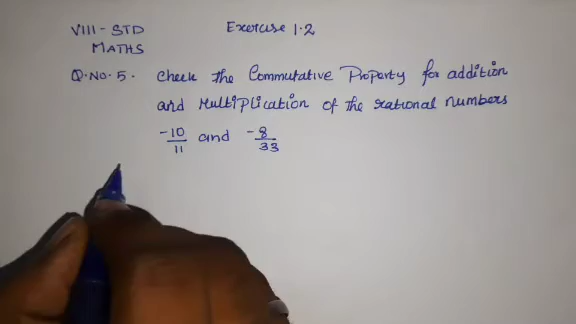 VIII - STD Exercise 1.2
MATHS
Q.No.5. Check the Commutative Property for addition
and Multiplication of the rational numbers
-10/11 and -8/33